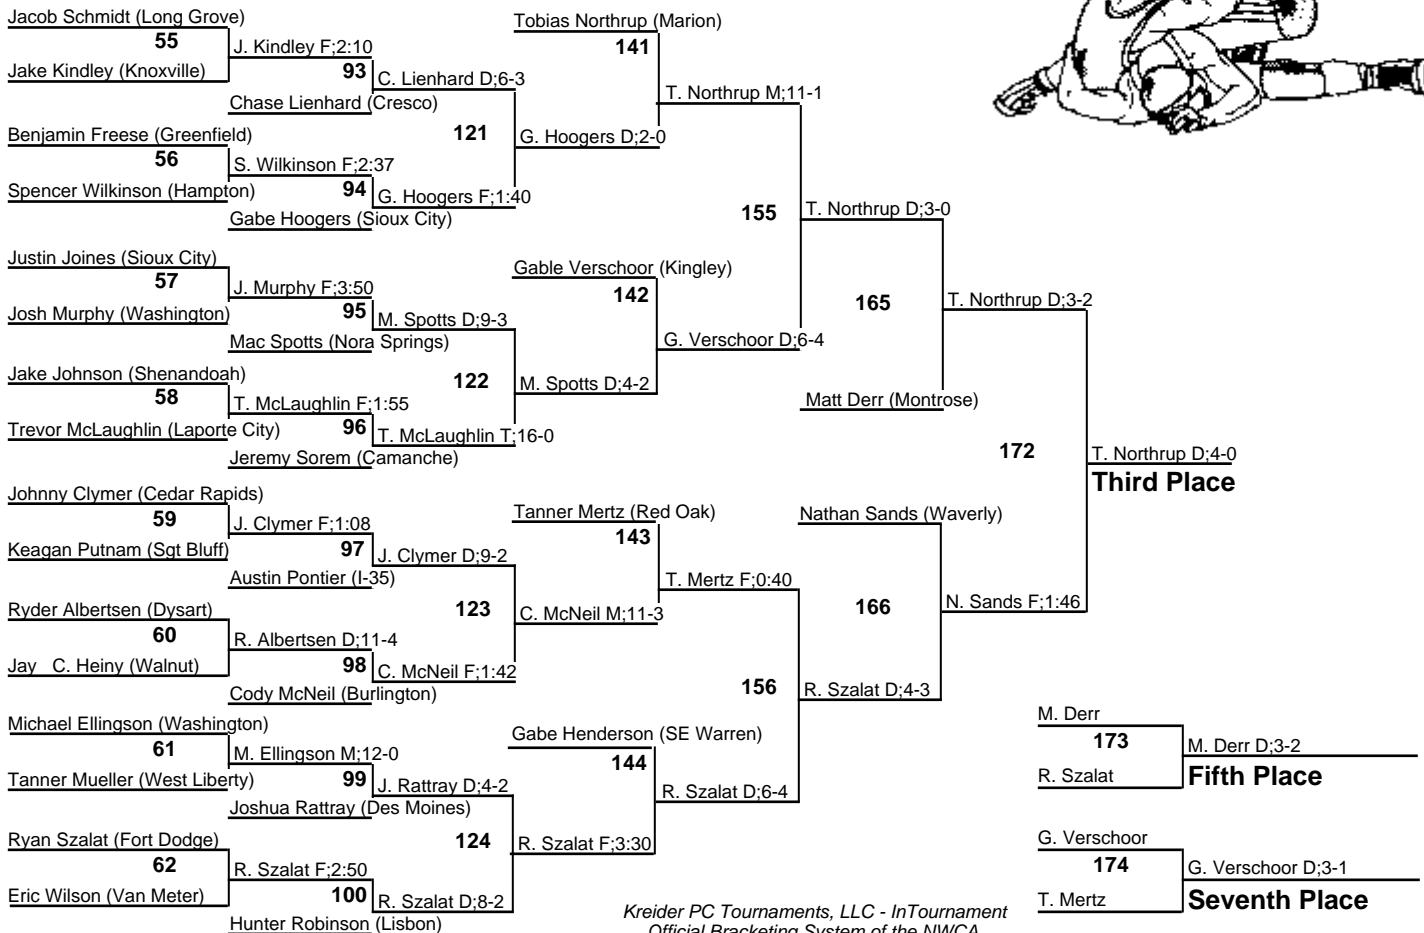 Jacob Schmidt (Long Grove)
55
Jake Kindley (Knoxville)
J. Kindley F;2:10
93
Chase Lienhard (Cresco)
C. Lienhard D;6-3
Benjamin Freese (Greenfield)
56
Spencer Wilkinson (Hampton)
S. Wilkinson F;2:37
94
Gabe Hoogers (Sioux City)
G. Hoogers F;1:40
121
G. Hoogers D;2-0
Tobias Northrup (Marion)
141
T. Northrup M;11-1
Justin Joines (Sioux City)
57
Josh Murphy (Washington)
J. Murphy F;3:50
95
Mac Spotts (Nora Springs)
M. Spotts D;9-3
Jake Johnson (Shenandoah)
58
Trevor McLaughlin (Laporte City)
T. McLaughlin F;1:55
96
Jeremy Sorem (Camanche)
T. McLaughlin T;16-0
122
M. Spotts D;4-2
Gable Verschoor (Kingley)
142
G. Verschoor D;6-4
155
T. Northrup D;3-0
165
Matt Derr (Montrose)
T. Northrup D;3-2
Johnny Clymer (Cedar Rapids)
59
Keagan Putnam (Sgt Bluff)
J. Clymer F;1:08
97
Austin Pontier (I-35)
J. Clymer D;9-2
Ryder Albertsen (Dysart)
60
Jay C. Heiny (Walnut)
R. Albertsen D;11-4
98
Cody McNeil (Burlington)
C. McNeil F;1:42
123
C. McNeil M;11-3
Tanner Mertz (Red Oak)
143
T. Mertz F;0:40
Michael Ellingson (Washington)
61
Tanner Mueller (West Liberty)
M. Ellingson M;12-0
99
Joshua Rattray (Des Moines)
J. Rattray D;4-2
Ryan Szalat (Fort Dodge)
62
Eric Wilson (Van Meter)
R. Szalat F;2:50
100
Hunter Robinson (Lisbon)
R. Szalat D;8-2
124
R. Szalat F;3:30
Gabe Henderson (SE Warren)
144
R. Szalat D;6-4
156
R. Szalat D;4-3
Nathan Sands (Waverly)
166
N. Sands F;1:46
172
T. Northrup D;4-0
Third Place
M. Derr
173
R. Szalat
M. Derr D;3-2
Fifth Place
G. Verschoor
174
T. Mertz
G. Verschoor D;3-1
Seventh Place
Kreider PC Tournaments, LLC - InTournament
Official Bracketing System of the NWCA